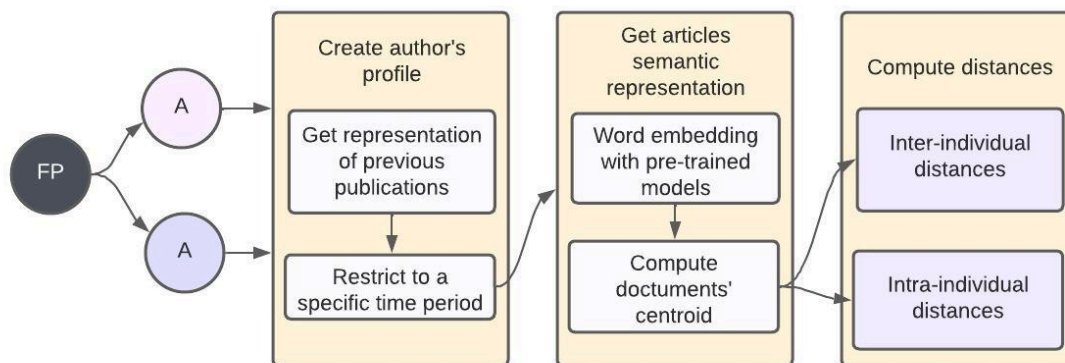 FP
A
A
Create author's
profile
Get representation
of previous
publications
Restrict to a
specific time period
Get articles
semantic
representation
Word embedding
with pre-trained
models
Compute
doctuments'
centroid
Compute distances
Inter-individual
distances
Intra-individual
distances